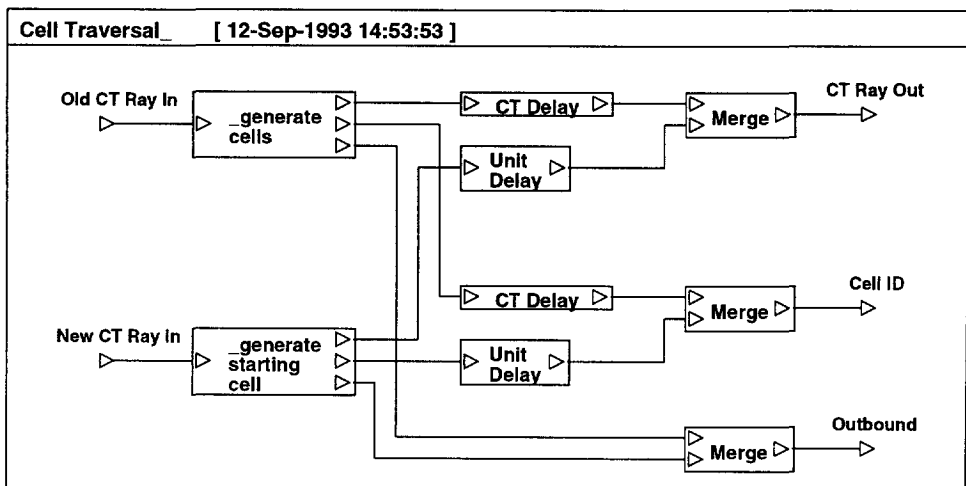 Cell Traversal_ [ 12-Sep-1993 14:53:53 ]
Old CT Ray In
_generate
cells
CT Delay
Merge
CT Ray Out
Unit
Delay
CT Delay
Merge
Cell ID
New CT Ray In
_generate
starting
cell
Unit
Delay
Merge
Outbound